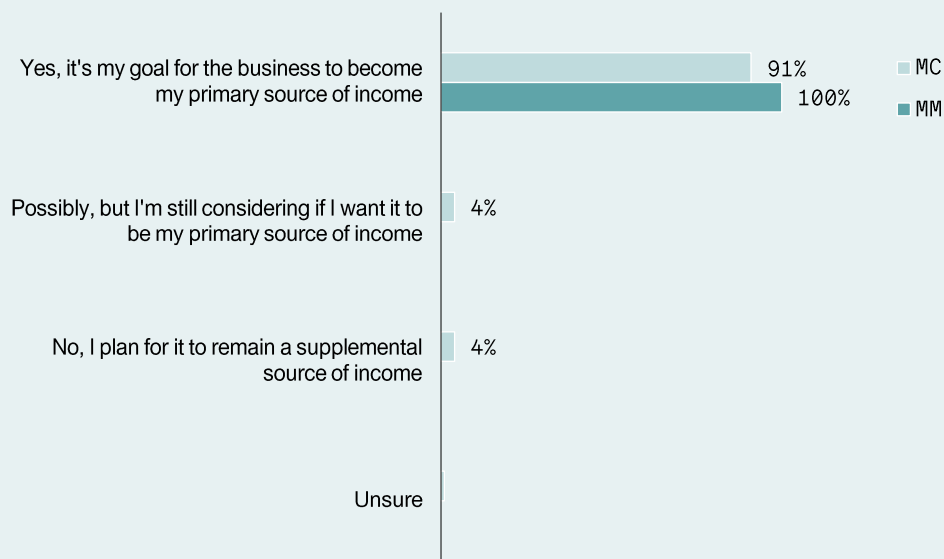 Yes, it's my goal for the business to become
my primary source of income
91%
100%
MC
MM
Possibly, but I'm still considering if I want it to
be my primary source of income
4%
No, I plan for it to remain a supplemental
source of income
4%
Unsure